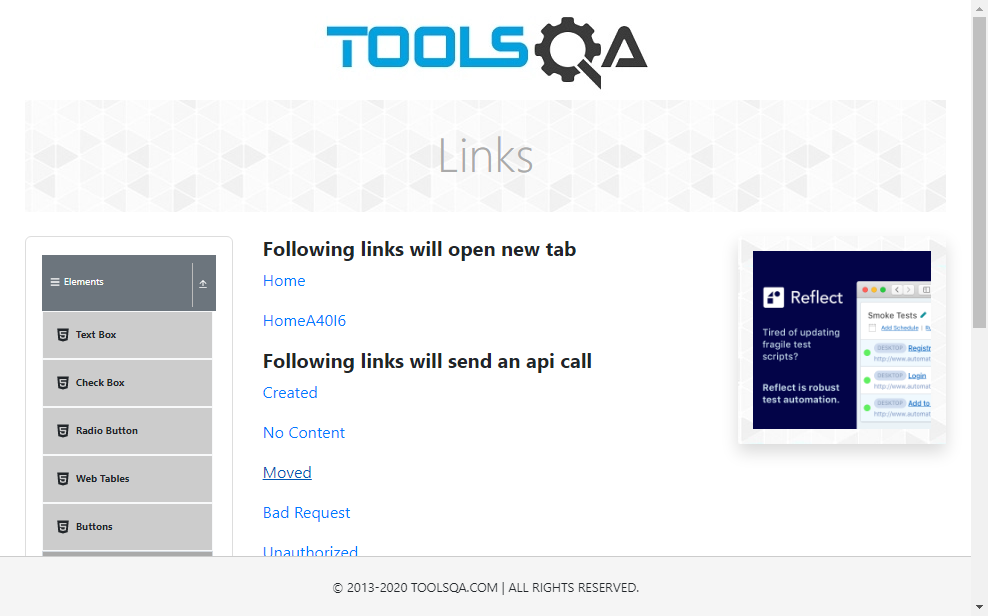 TOOLSQA
Links
Elements
Text Box
Check Box
Radio Button
Web Tables
Buttons
Following links will open new tab
Home
HomeA40I6
Following links will send an api call
Created
No Content
Moved
Bad Request
Unauthorized
Reflect
Tired of updating
fragile test
scripts?
Reflect is robust
test automation.
Smoke Tests
Add Schedule
DESKTOP Registr
http://www.automat
DESKTOP Login
http://www.automat
DESKTOP Add to
http://www.automat
© 2013-2020 TOOLSQA.COM | ALL RIGHTS RESERVED.